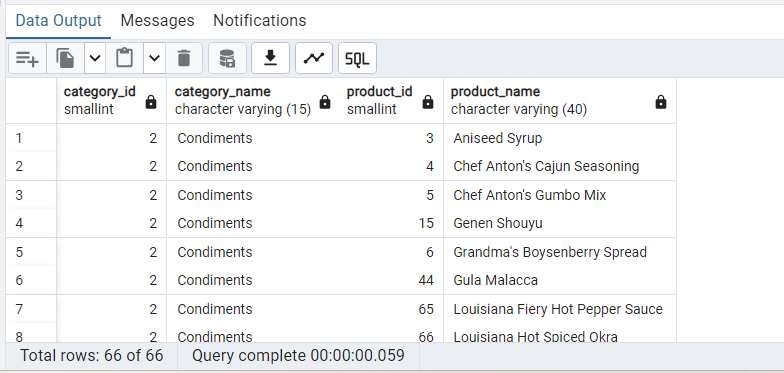 Data Output Messages Notifications
SQL
category_id category_name product_id product_name
smallint character varying (15) smallint character varying (40)
1 2 Condiments 3 Aniseed Syrup
2 2 Condiments 4 Chef Anton's Cajun Seasoning
3 2 Condiments 5 Chef Anton's Gumbo Mix
4 2 Condiments 15 Genen Shouyu
5 2 Condiments 6 Grandma's Boysenberry Spread
6 2 Condiments 44 Gula Malacca
7 2 Condiments 65 Louisiana Fiery Hot Pepper Sauce
8 2 Condiments 66 Louisiana Hot Spiced Okra
Total rows: 66 of 66 Query complete 00:00:00.059